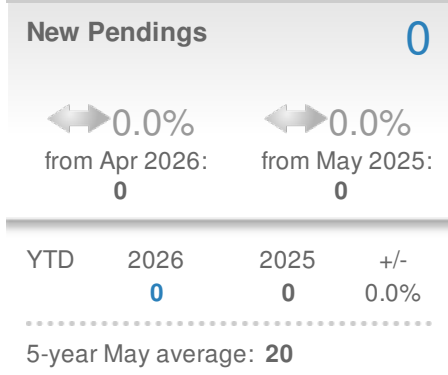 New Pendings 0
0.0% 0.0%
from Apr 2026: from May 2025:
0 0
YTD 2026 2025 +/-
0 0 0.0%
5-year May average: 20